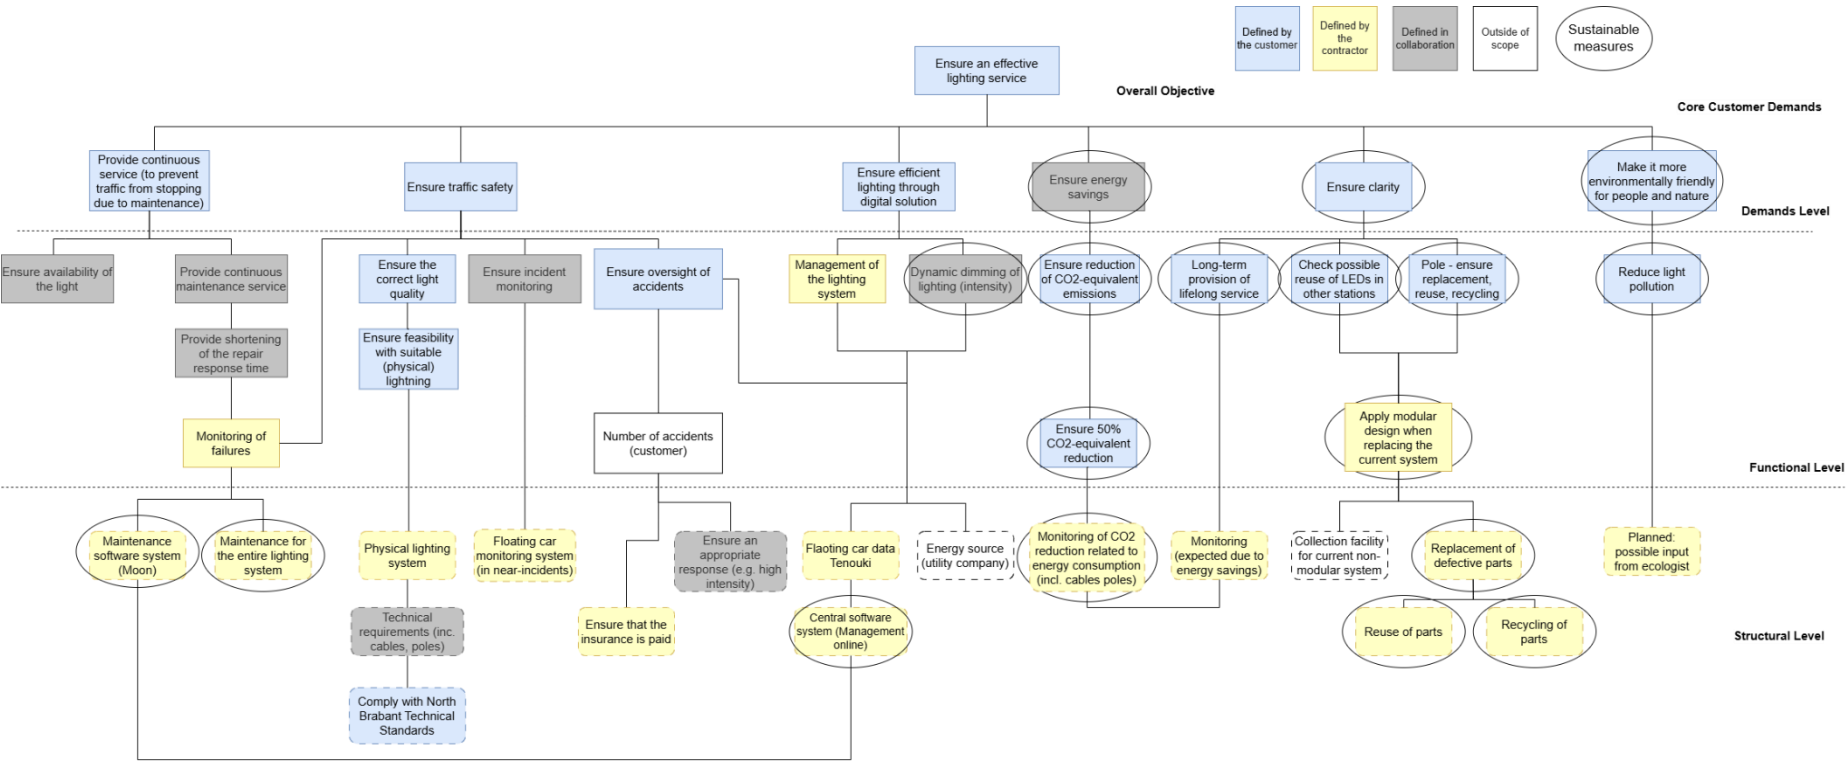 Defined by
the customer
Defined by
the
contractor
Defined in
collaboration
Outside of
scope
Sustainable
measures
Ensure an effective
lighting service
Overall Objective
Core Customer Demands
Provide continuous
service (to prevent
traffic from stopping
due to maintenance)
Ensure traffic safety
Ensure efficient
lighting through
digital solution
Ensure energy
savings
Ensure clarity
Make it more
environmentally friendly
for people and nature
Demands Level
Ensure availability of
the light
Provide continuous
maintenance service
Ensure the
correct light
quality
Ensure incident
monitoring
Ensure oversight of
accidents
Management of
the lighting
system
Dynamic dimming of
lighting (intensity)
Ensure reduction
of CO2-equivalent
emissions
Long-term
provision of
lifelong service
Check possible
reuse of LEDs in
other stations
Pole - ensure
replacement,
reuse, recycling
Reduce light
pollution
Provide shortening
of the repair
response time
Ensure feasibility
with suitable
(physical)
lightning
Monitoring of
failures
Number of accidents
(customer)
Ensure 50%
CO2-equivalent
reduction
Apply modular
design when
replacing the
current system
Functional Level
Maintenance
software system
(Moon)
Maintenance for
the entire lighting
system
Physical lighting
system
Floating car
monitoring system
(in near-incidents)
Ensure an
appropriate
response (e.g. high
intensity)
Flaoting car data
Tenouki
Energy source
(utility company)
Monitoring of CO2
reduction related to
energy consumption
(incl. cables poles)
Monitoring
(expected due to
energy savings)
Collection facility
for current non-
modular system
Replacement of
defective parts
Planned:
possible input
from ecologist
Technical
requirements (inc.
cables, poles)
Ensure that the
insurance is paid
Central software
system (Management
online)
Reuse of parts
Recycling of
parts
Structural Level
Comply with North
Brabant Technical
Standards